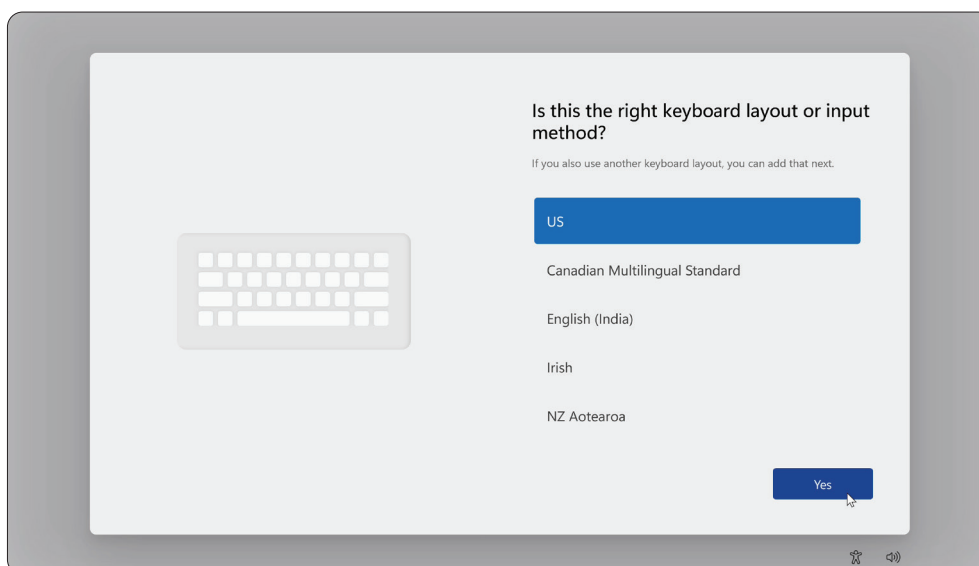 Is this the right keyboard layout or input
method?
If you also use another keyboard layout, you can add that next.
US
Canadian Multilingual Standard
English (India)
Irish
NZ Aotearoa
Yes